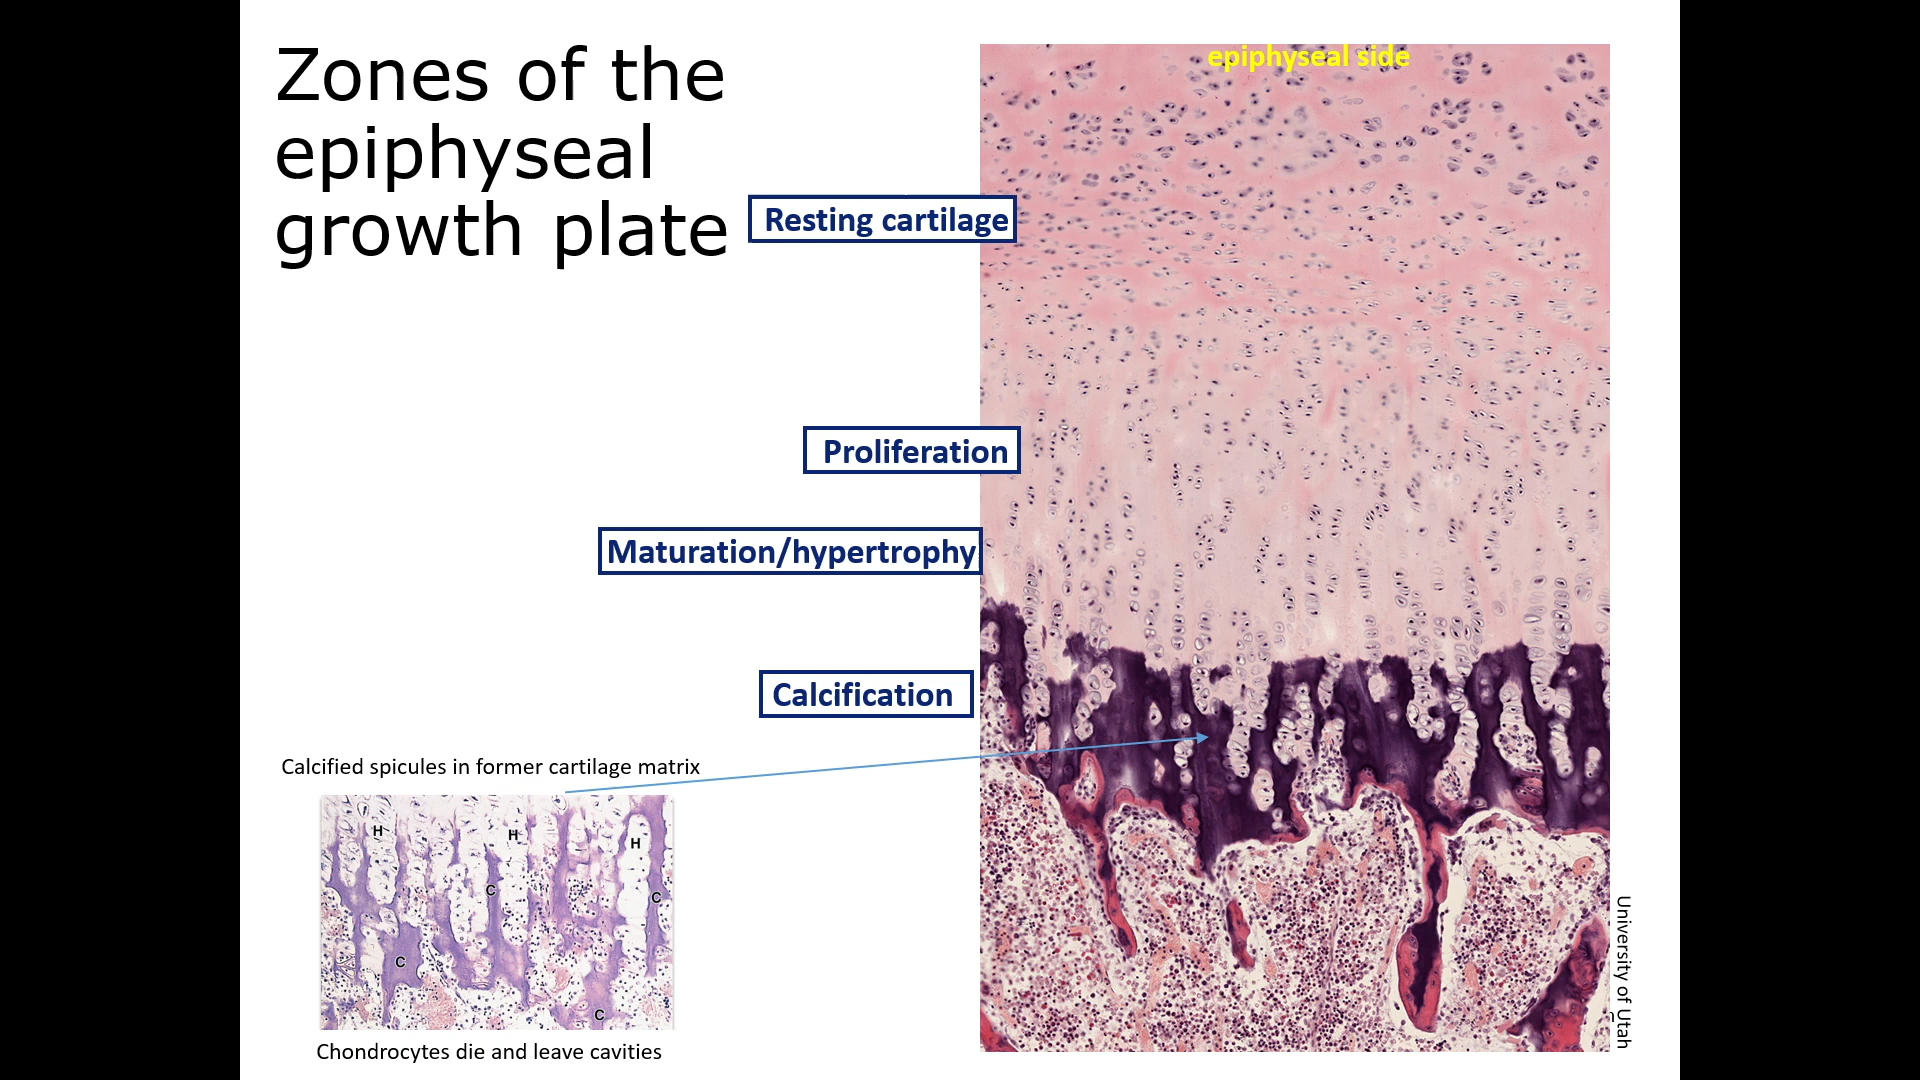 Zones of the
epiphyseal
growth plate
epiphyseal side
Resting cartilage
Proliferation
Maturation/hypertrophy
Calcification
Calcified spicules in former cartilage matrix
H
H
H
C
C
C
C
Chondrocytes die and leave cavities
University of Utah